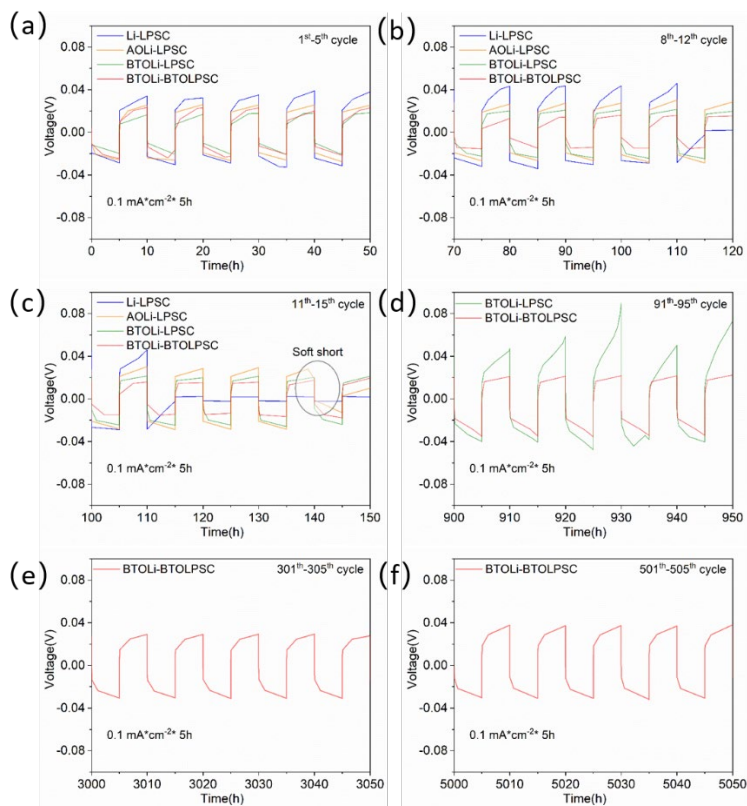 (a)
Li-LPSC
AOLi-LPSC
BTOLi-LPSC
BTOLi-BTOLPSC
1st-5th cycle
0.1 mA*cm-2* 5h
Voltage(V)
0.08
0.04
0.00
-0.04
-0.08
0 10 20 30 40 50
Time(h)
(b)
Li-LPSC
AOLi-LPSC
BTOLi-LPSC
BTOLi-BTOLPSC
8th-12th cycle
0.1 mA*cm-2* 5h
Voltage(V)
0.08
0.04
0.00
-0.04
-0.08
70 80 90 100 110 120
Time(h)
(c)
Li-LPSC
AOLi-LPSC
BTOLi-LPSC
BTOLi-BTOLPSC
11th-15th cycle
Soft short
0.1 mA*cm-2* 5h
Voltage(V)
0.08
0.04
0.00
-0.04
-0.08
100 110 120 130 140 150
Time(h)
(d)
BTOLi-LPSC
BTOLi-BTOLPSC
91th-95th cycle
0.1 mA*cm-2* 5h
Voltage(V)
0.08
0.04
0.00
-0.04
-0.08
900 910 920 930 940 950
Time(h)
(e)
BTOLi-BTOLPSC
301th-305th cycle
0.1 mA*cm-2* 5h
Voltage(V)
0.08
0.04
0.00
-0.04
-0.08
3000 3010 3020 3030 3040 3050
Time(h)
(f)
BTOLi-BTOLPSC
501th-505th cycle
0.1 mA*cm-2* 5h
Voltage(V)
0.08
0.04
0.00
-0.04
-0.08
5000 5010 5020 5030 5040 5050
Time(h)